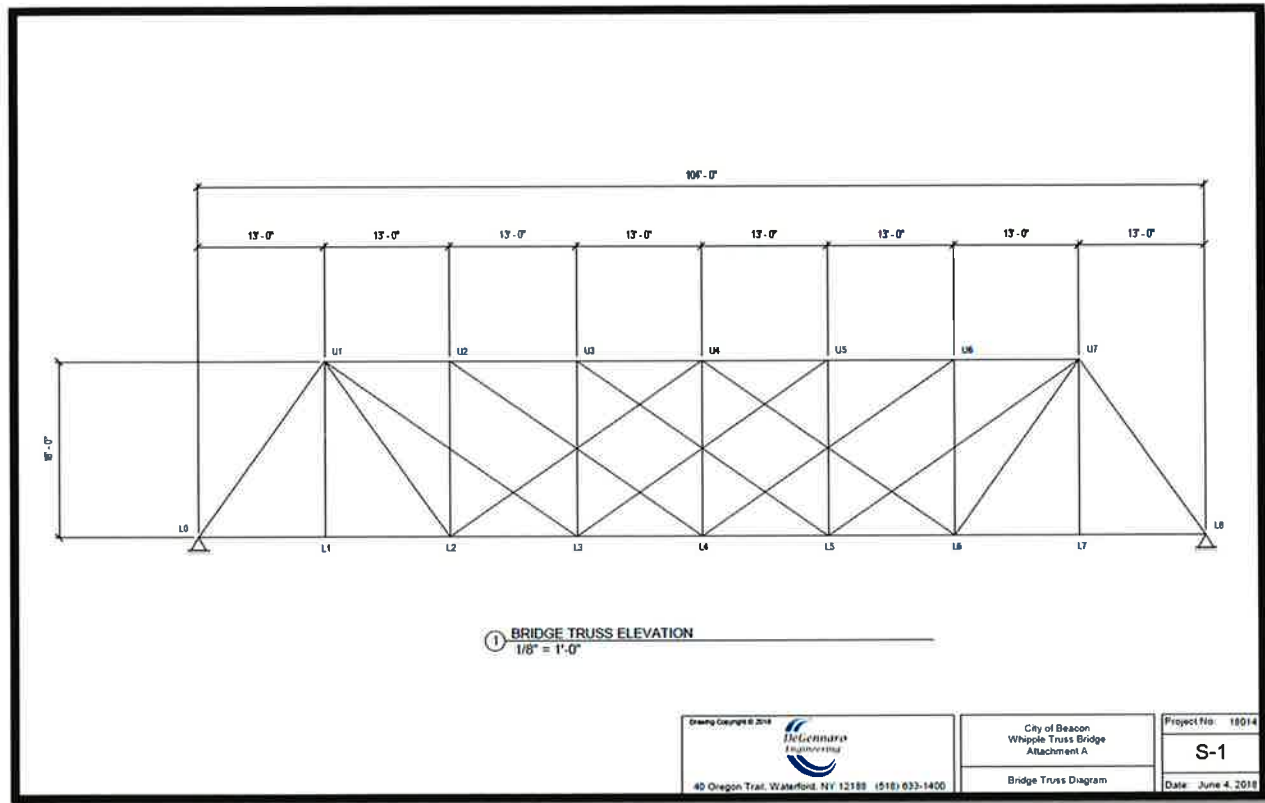 104'-0"
13'-0" 13'-0" 13'-0" 13'-0" 13'-0" 13'-0" 13'-0" 13'-0"
U1 U2 U3 U4 U5 U6 U7
18'-0"
L0 L8
L1 L2 L3 L4 L5 L6 L7
1 BRIDGE TRUSS ELEVATION
1/8" = 1'-0"
Drawing Copyright © 2018
DeGennaro
Engineering
40 Oregon Trail, Waterford, NY 12188 (518) 633-1400
City of Beacon
Whipple Truss Bridge
Attachment A
Bridge Truss Diagram
Project No: 18014
S-1
Date: June 4, 2018